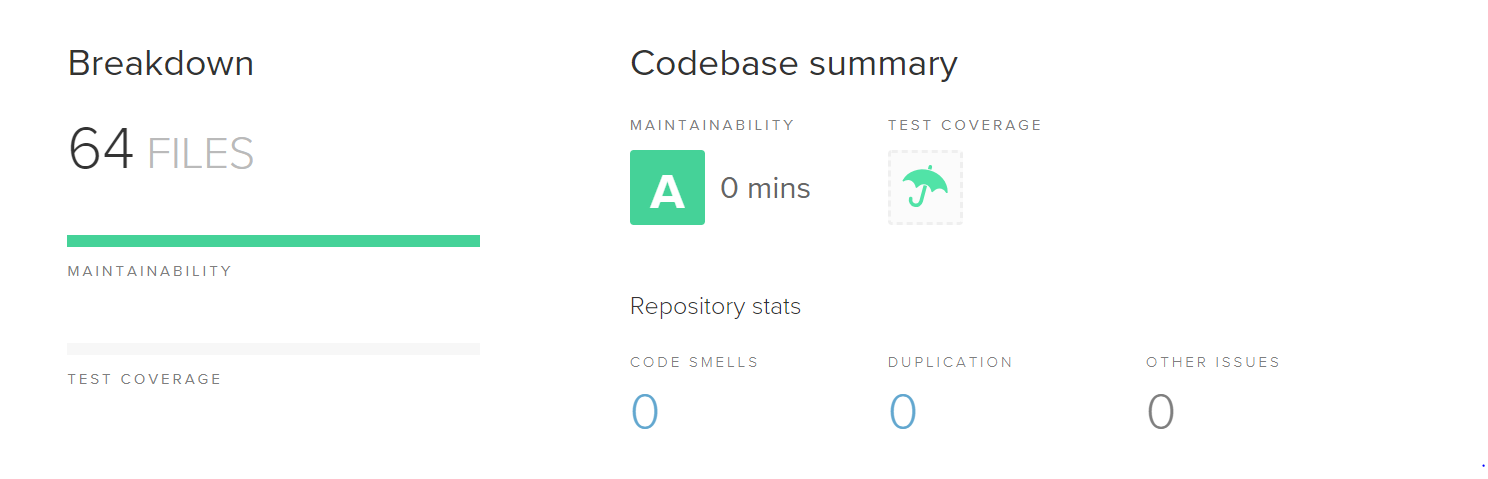 Breakdown
64 FILES
MAINTAINABILITY
TEST COVERAGE
Codebase summary
MAINTAINABILITY
A 0 mins
TEST COVERAGE
Repository stats
CODE SMELLS
0
DUPLICATION
0
OTHER ISSUES
0